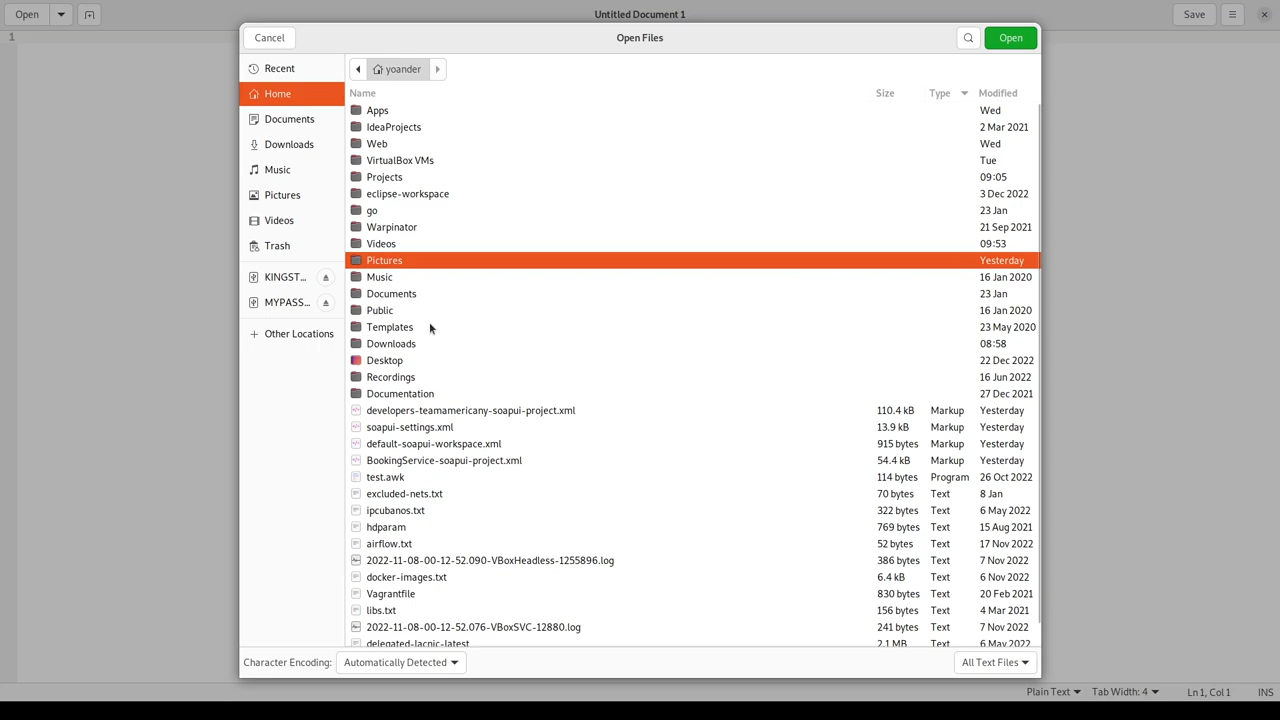 Open
Untitled Document 1
Save
1
Cancel
Open Files
Open
Recent
Home
Documents
Downloads
Music
Pictures
Videos
Trash
KINGST...
MYPASS...
Other Locations
yoander
Name Size Type Modified
Apps Wed
IdeaProjects 2 Mar 2021
Web Wed
VirtualBox VMs Tue
Projects 09:05
eclipse-workspace 3 Dec 2022
go 23 Jan
Warpinator 21 Sep 2021
Videos 09:53
Pictures Yesterday
Music 16 Jan 2020
Documents 23 Jan
Public 16 Jan 2020
Templates 23 May 2020
Downloads 08:58
Desktop 22 Dec 2022
Recordings 16 Jun 2022
Documentation 27 Dec 2021
developers-teamamericany-soapui-project.xml 110.4 kB Markup Yesterday
soapui-settings.xml 13.9 kB Markup Yesterday
default-soapui-workspace.xml 915 bytes Markup Yesterday
BookingService-soapui-project.xml 54.4 kB Markup Yesterday
test.awk 114 bytes Program 26 Oct 2022
excluded-nets.txt 70 bytes Text 8 Jan
ipcubanos.txt 322 bytes Text 6 May 2022
hdparam 769 bytes Text 15 Aug 2021
airflow.txt 52 bytes Text 17 Nov 2022
2022-11-08-00-12-52.090-VBoxHeadless-1255896.log 386 bytes Text 7 Nov 2022
docker-images.txt 6.4 kB Text 6 Nov 2022
Vagrantfile 830 bytes Text 20 Feb 2021
libs.txt 156 bytes Text 4 Mar 2021
2022-11-08-00-12-52.076-VBoxSVC-12880.log 241 bytes Text 7 Nov 2022
delegated-lacnic-latest 2.1 MB Text 6 May 2022
Character Encoding: Automatically Detected
All Text Files
Plain Text
Tab Width: 4
Ln 1, Col 1
INS